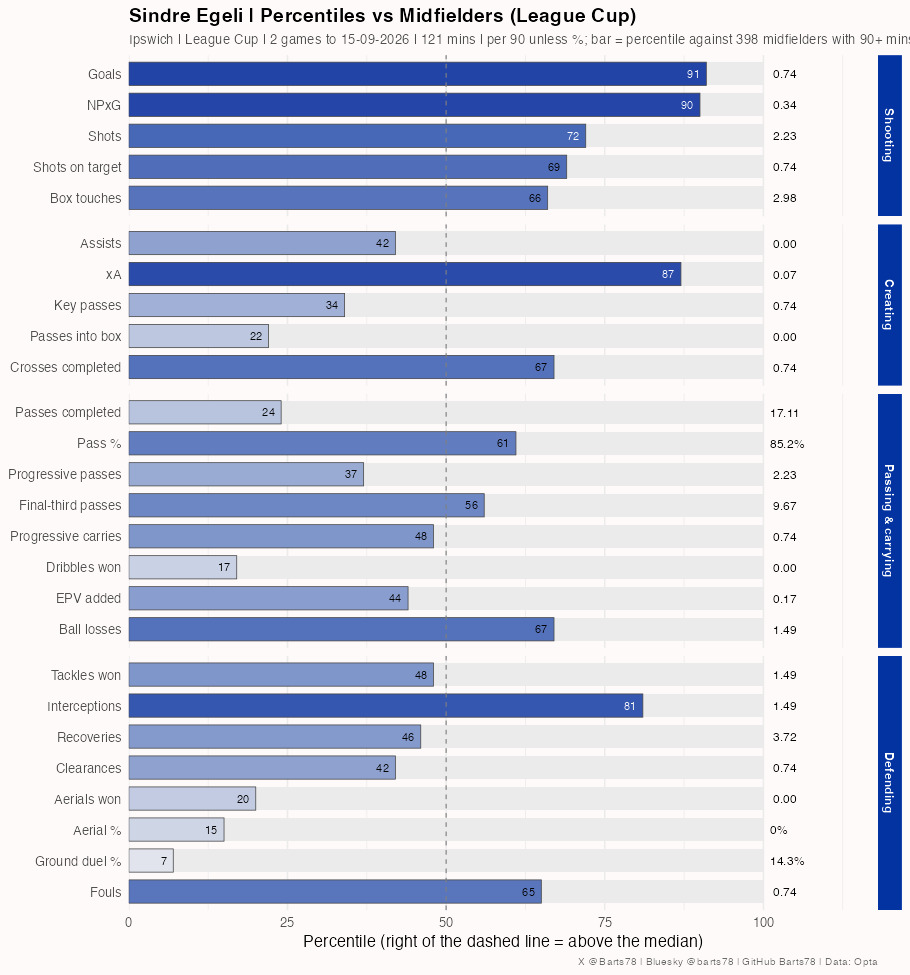 Sindre Egeli | Percentiles vs Midfielders (League Cup)
Ipswich | League Cup | 2 games to 15-09-2026 | 121 mins | per 90 unless %; bar = percentile against 398 midfielders with 90+ mins
Goals 91 0.74
NPxG 90 0.34
Shots 72 2.23
Shots on target 69 0.74
Box touches 66 2.98
Shooting
Assists 42 0.00
xA 87 0.07
Key passes 34 0.74
Passes into box 22 0.00
Crosses completed 67 0.74
Creating
Passes completed 24 17.11
Pass % 61 85.2%
Progressive passes 37 2.23
Final-third passes 56 9.67
Progressive carries 48 0.74
Dribbles won 17 0.00
EPV added 44 0.17
Ball losses 67 1.49
Passing & carrying
Tackles won 48 1.49
Interceptions 81 1.49
Recoveries 46 3.72
Clearances 42 0.74
Aerials won 20 0.00
Aerial % 15 0%
Ground duel % 7 14.3%
Fouls 65 0.74
Defending
0 25 50 75 100
Percentile (right of the dashed line = above the median)
X @Barts78 | Bluesky @barts78 | GitHub Barts78 | Data: Opta